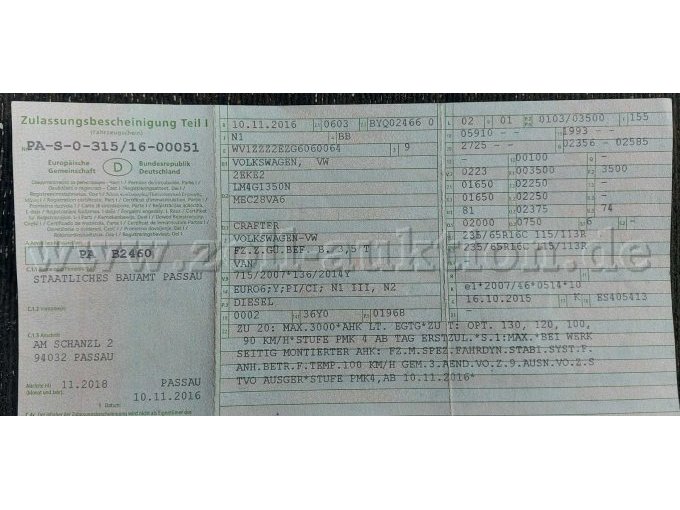 Zulassungsbescheinigung Teil I
(Fahrzeugschein)
Nr. PA-S-0-315/16-00051
Europäische Gemeinschaft
D
Bundesrepublik Deutschland
PA B2460
STAATLICHES BAUAMT PASSAU
AM SCHANZL 2
94032 PASSAU
11.2018 PASSAU
10.11.2016
10.11.2016 0603 BYQ02466 0
N1 BB
WV1ZZZ2EZG6060064 9
VOLKSWAGEN, VW
2EKE2
LM4G1350N
MEC28VA6
CRAFTER
VOLKSWAGEN-VW
FZ.Z.GÜ.BEF. B. 3,5 T
VAN
715/2007*136/2014Y
EURO6;Y;PI/CI; N1 III, N2
DIESEL
0002 36Y0 01968
02 01 0103/03500 155
05910 - 1993 -
2725 - 02356 - 02585
- 00100 -
0223 003500 3500
01650 02250 -
01650 02250 -
81 02375 74
02000 0750 6 -
235/65R16C 115/113R
235/65R16C 115/113R
-
-
e1*2007/46*0514*10
16.10.2015 K ES405413
ZU 20: MAX.3000*AHK LT. EGTG*ZU T: OPT. 130, 120, 100,
90 KM/H*STUFE PMK 4 AB TAG ERSTZUL.*S.1:MAX.*BEI WERK
SEITIG MONTIERTER AHK: FZ.M.SPEZ.FAHRDYN.STABI.SYST.F.
ANH.BETR.F.TEMP.100 KM/H GEM.3.AEND.VO.Z.9.AUSN.VO.Z.S
TVO AUSGER*STUFE PMK4,AB 10.11.2016*
www.zoll-auktion.de